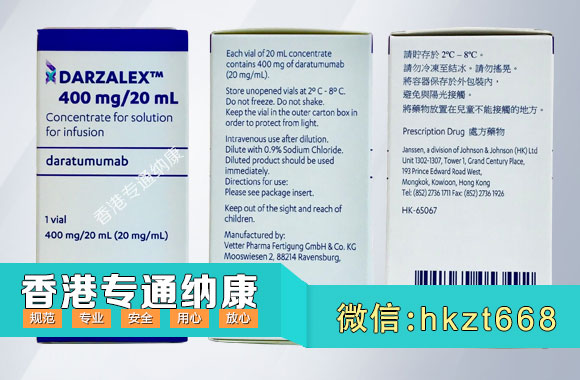 DARZALEX™
400 mg/20 mL
Concentrate for solution
for infusion
daratumumab
香港专通纳康
1 vial
400 mg/20 mL (20 mg/mL)
Each vial of 20 mL concentrate
contains 400 mg of daratumumab
(20 mg/mL).
Store unopened vials at 2º C - 8º C.
Do not freeze. Do not shake.
Keep the vial in the outer carton box in
order to protect from light.
Intravenous use after dilution.
Dilute with 0.9% Sodium Chloride.
Diluted product should be used
immediately.
Directions for use:
Please see package insert.
Keep out of the sight and reach of
children.
Manufactured by:
Vetter Pharma Fertigung GmbH & Co. KG
Mooswiesen 2, 88214 Ravensburg,
請貯存於 2°C – 8°C。
請勿冷凍至結冰。請勿搖晃。
將容器保存於外包裝內，
避免與陽光接觸。
將藥物放置在兒童不能接觸的地方。
Prescription Drug 處方藥物
Janssen, a division of Johnson & Johnson (HK) Ltd
Unit 1302-1307, Tower 1, Grand Century Place,
193 Prince Edward Road West,
Mongkok, Kowloon, Hong Kong
Tel: (852) 2736 1711 Fax: (852) 2736 1926
HK-65067
香港专通纳康
规范 专业 安全 用心 放心
微信:hkzt668